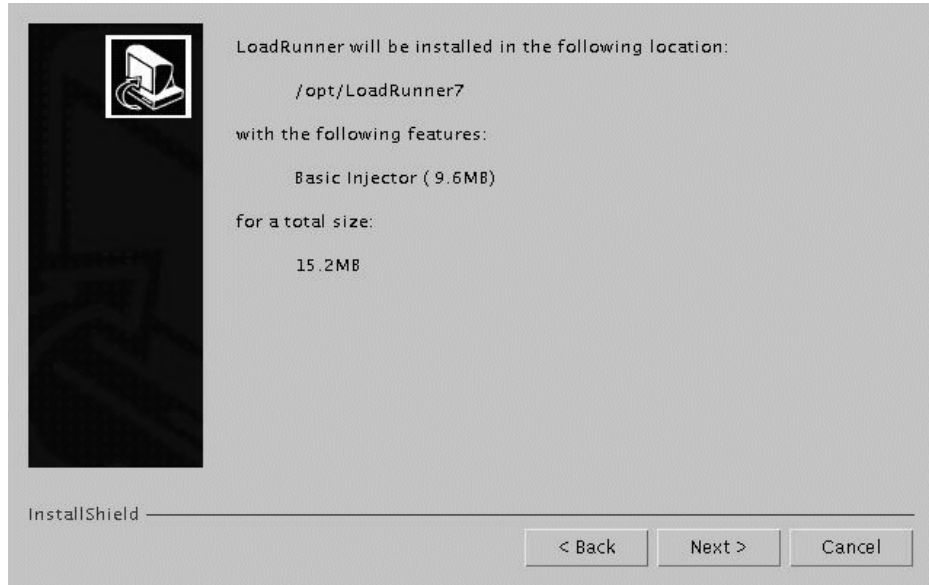 LoadRunner will be installed in the following location:
/opt/LoadRunner7
with the following features:
Basic Injector ( 9.6MB)
for a total size:
15.2MB
InstallShield
< Back Next > Cancel